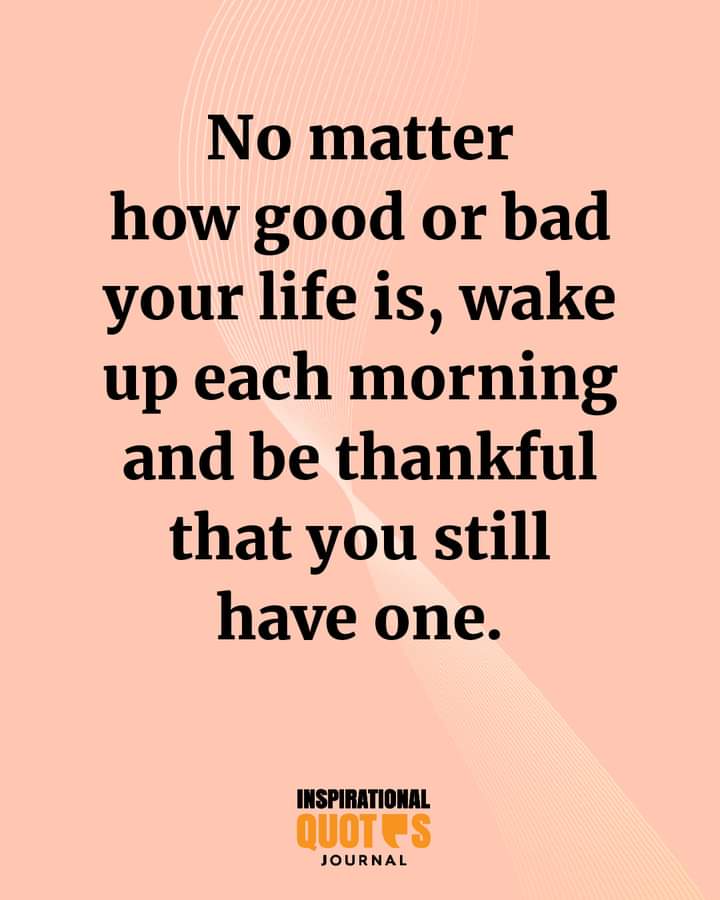 No matter
how good or bad
your life is, wake
up each morning
and be thankful
that you still
have one.
INSPIRATIONAL
QUOTES
JOURNAL